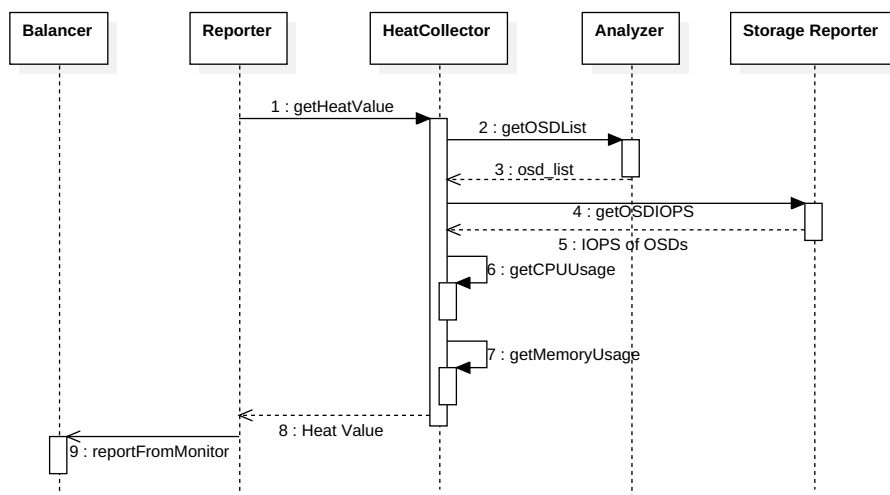 Balancer
Reporter
HeatCollector
Analyzer
Storage Reporter
1 : getHeatValue
2 : getOSDList
3 : osd_list
4 : getOSDIOPS
5 : IOPS of OSDs
6 : getCPUUsage
7 : getMemoryUsage
8 : Heat Value
9 : reportFromMonitor